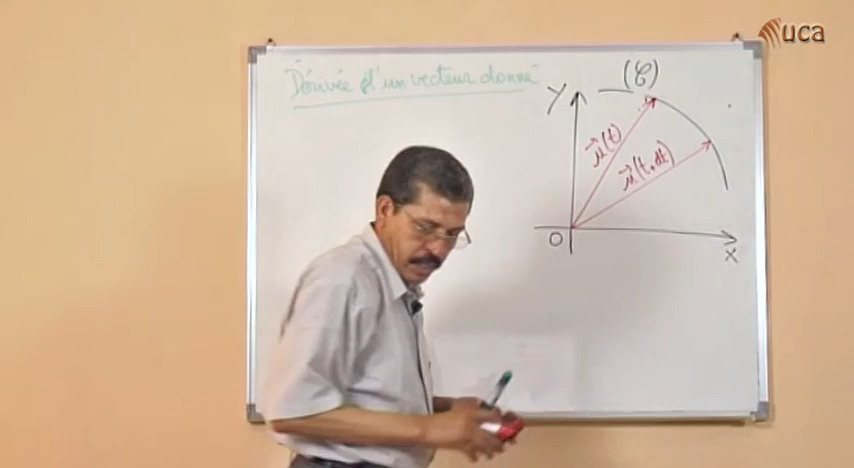 uca
Dérivée d'un vecteur donné
(C)
Y
u⃗(t)
u⃗(t+dt)
O
X